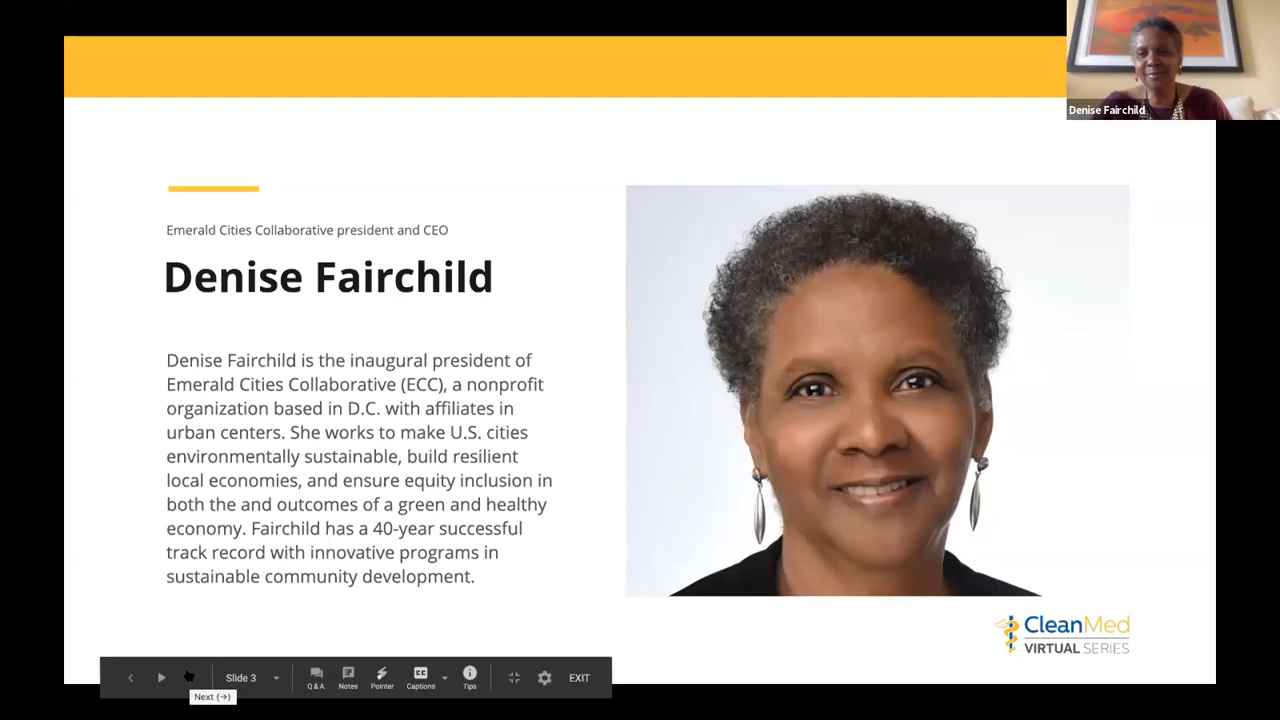 Denise Fairchild
Emerald Cities Collaborative president and CEO
Denise Fairchild
Denise Fairchild is the inaugural president of
Emerald Cities Collaborative (ECC), a nonprofit
organization based in D.C. with affiliates in
urban centers. She works to make U.S. cities
environmentally sustainable, build resilient
local economies, and ensure equity inclusion in
both the and outcomes of a green and healthy
economy. Fairchild has a 40-year successful
track record with innovative programs in
sustainable community development.
CleanMed
VIRTUAL SERIES
Slide 3
Q & A
Notes
Pointer
CC
Captions
Tips
EXIT
Next (→)